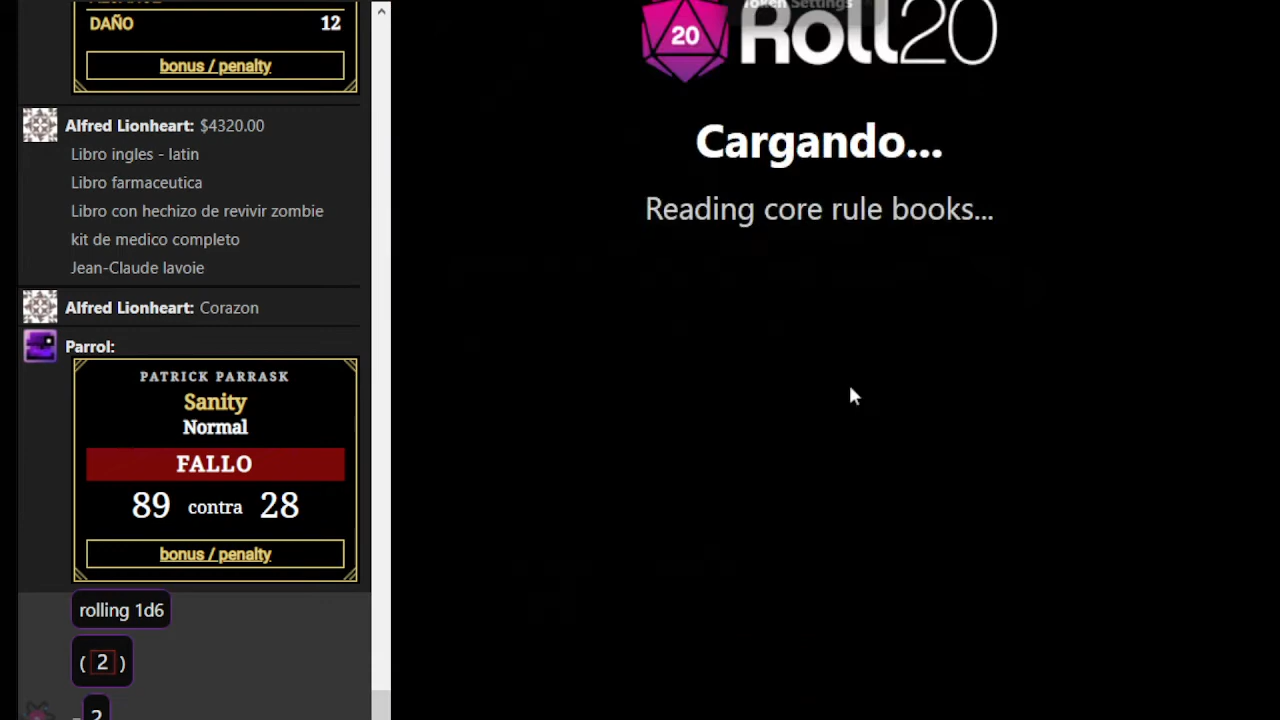 DAÑO 12
bonus / penalty
Alfred Lionheart: $4320.00
Libro ingles - latin
Libro farmaceutica
Libro con hechizo de revivir zombie
kit de medico completo
Jean-Claude lavoie
Alfred Lionheart: Corazon
Parrol:
PATRICK PARRASK
Sanity
Normal
FALLO
89 contra 28
bonus / penalty
rolling 1d6
( 2 )
= 2
Token Settings
20 Roll20
Cargando...
Reading core rule books...